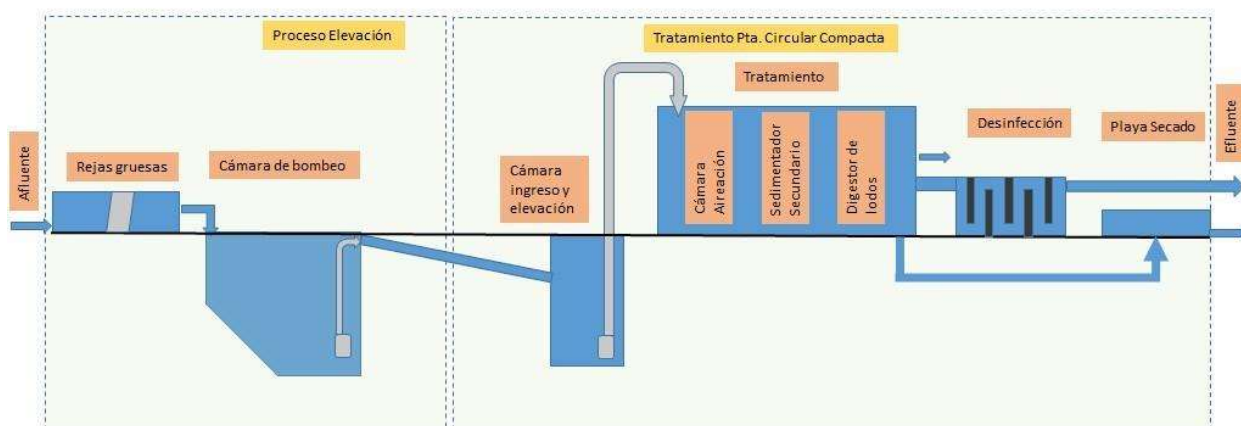 Proceso Elevación
Tratamiento Pta. Circular Compacta
Tratamiento
Afluente
Rejas gruesas
Cámara de bombeo
Cámara
ingreso y
elevación
Cámara
Aireación
Sedimentador
Secundario
Digestor de
lodos
Desinfección
Playa Secado
Efluente